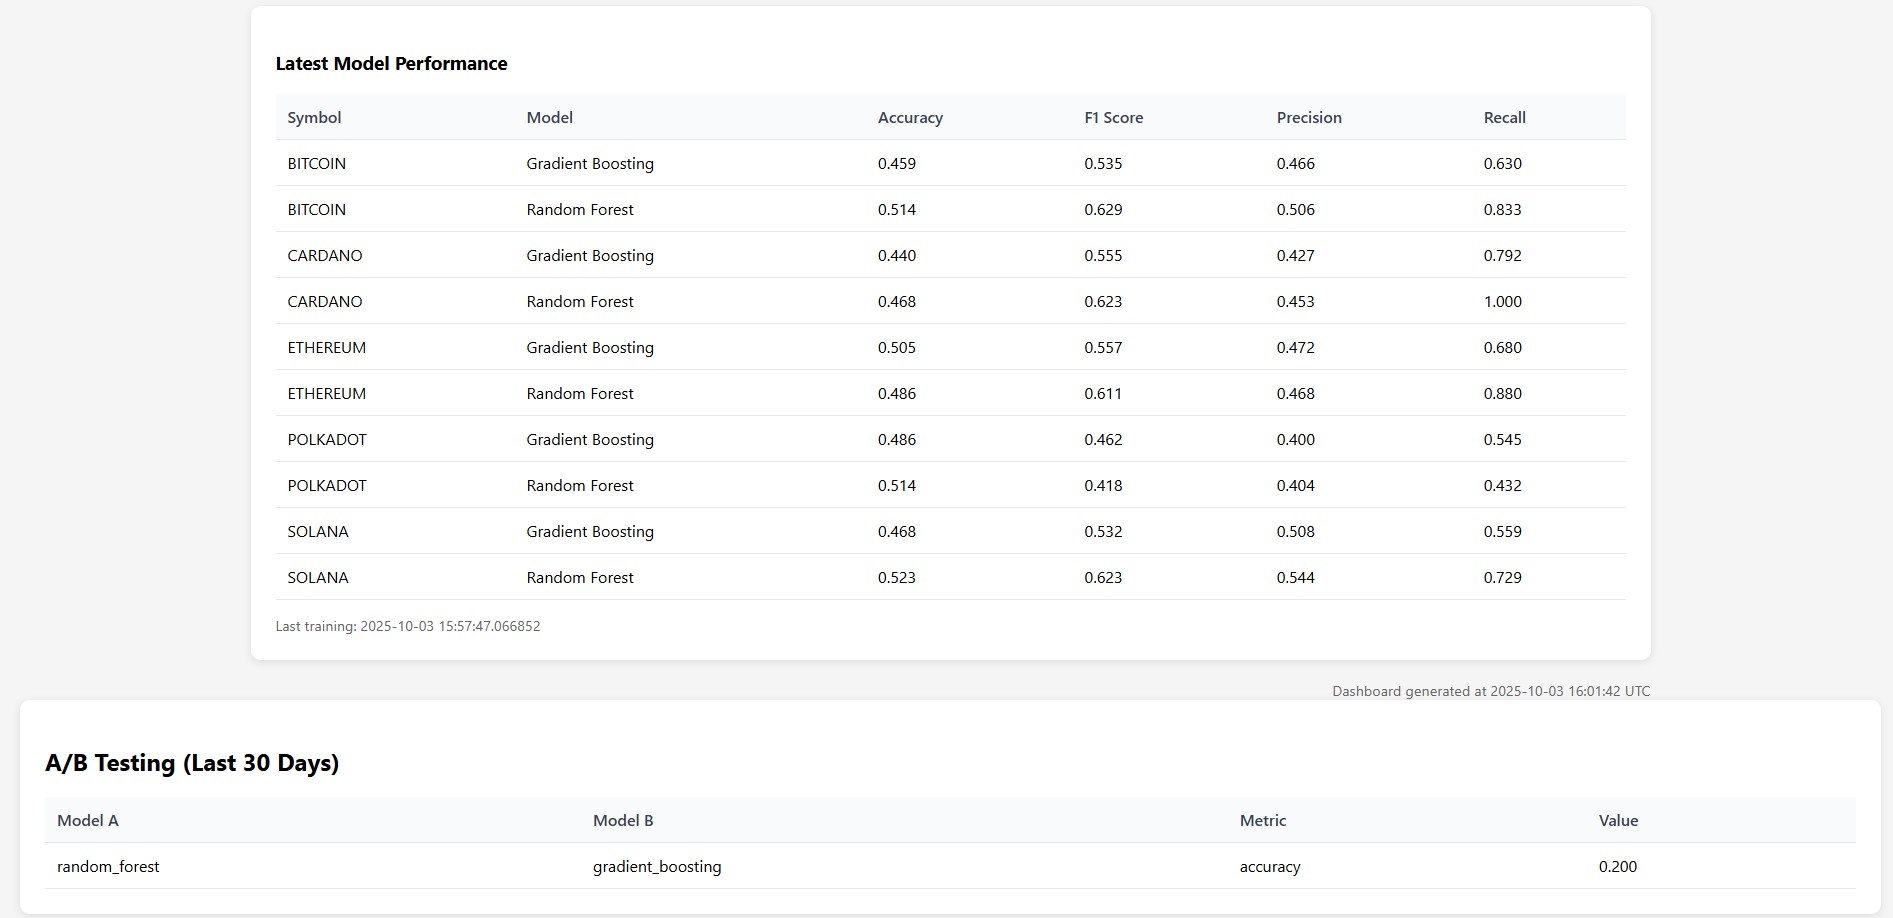 Latest Model Performance
Symbol Model Accuracy F1 Score Precision Recall
BITCOIN Gradient Boosting 0.459 0.535 0.466 0.630
BITCOIN Random Forest 0.514 0.629 0.506 0.833
CARDANO Gradient Boosting 0.440 0.555 0.427 0.792
CARDANO Random Forest 0.468 0.623 0.453 1.000
ETHEREUM Gradient Boosting 0.505 0.557 0.472 0.680
ETHEREUM Random Forest 0.486 0.611 0.468 0.880
POLKADOT Gradient Boosting 0.486 0.462 0.400 0.545
POLKADOT Random Forest 0.514 0.418 0.404 0.432
SOLANA Gradient Boosting 0.468 0.532 0.508 0.559
SOLANA Random Forest 0.523 0.623 0.544 0.729
Last training: 2025-10-03 15:57:47.066852
Dashboard generated at 2025-10-03 16:01:42 UTC
A/B Testing (Last 30 Days)
Model A Model B Metric Value
random_forest gradient_boosting accuracy 0.200